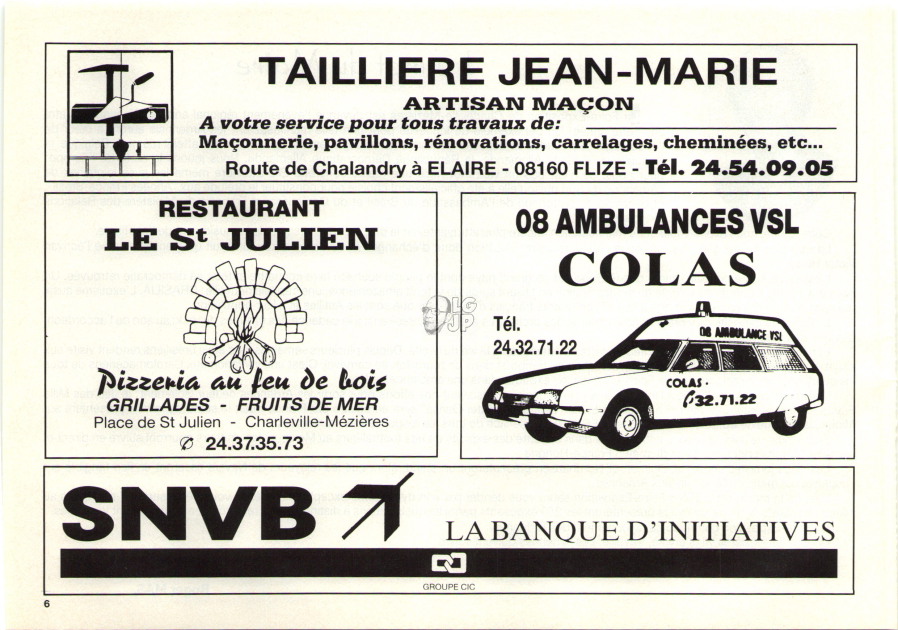 TAILLIERE JEAN-MARIE
ARTISAN MAÇON
A votre service pour tous travaux de:
Maçonnerie, pavillons, rénovations, carrelages, cheminées, etc...
Route de Chalandry à ELAIRE - 08160 FLIZE - Tél. 24.54.09.05
RESTAURANT
LE St JULIEN
Pizzeria au feu de bois
GRILLADES - FRUITS DE MER
Place de St Julien - Charleville-Mézières
✆ 24.37.35.73
08 AMBULANCES VSL
COLAS
Tél.
24.32.71.22
08 AMBULANCE VSL
COLAS
✆32.71.22
LG
JP
SNVB
LA BANQUE D'INITIATIVES
GROUPE CIC
6